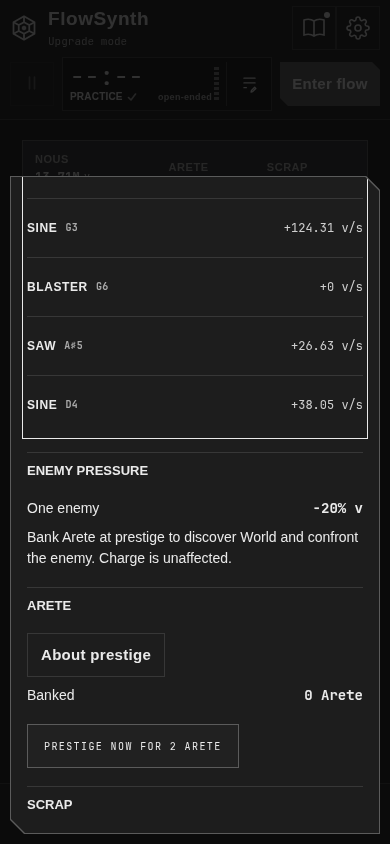 FlowSynth
Upgrade mode
--:--
PRACTICE ✓ open-ended
Enter flow
NOUS ARETE SCRAP
SINE G3 +124.31 v/s
BLASTER G6 +0 v/s
SAW A♯5 +26.63 v/s
SINE D4 +38.05 v/s
ENEMY PRESSURE
One enemy -20% v
Bank Arete at prestige to discover World and confront
the enemy. Charge is unaffected.
ARETE
About prestige
Banked 0 Arete
PRESTIGE NOW FOR 2 ARETE
SCRAP